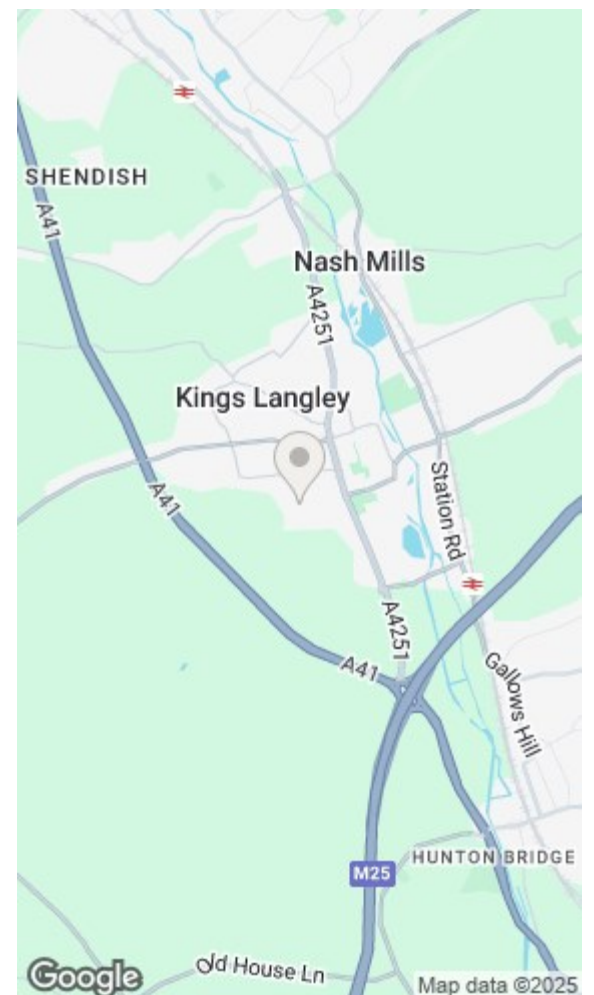 SHENDISH
A41
Nash Mills
A4251
Kings Langley
A41
Station Rd
A4251
A41
Gallows Hill
HUNTON BRIDGE
M25
Old House Ln
Google
Map data ©2025